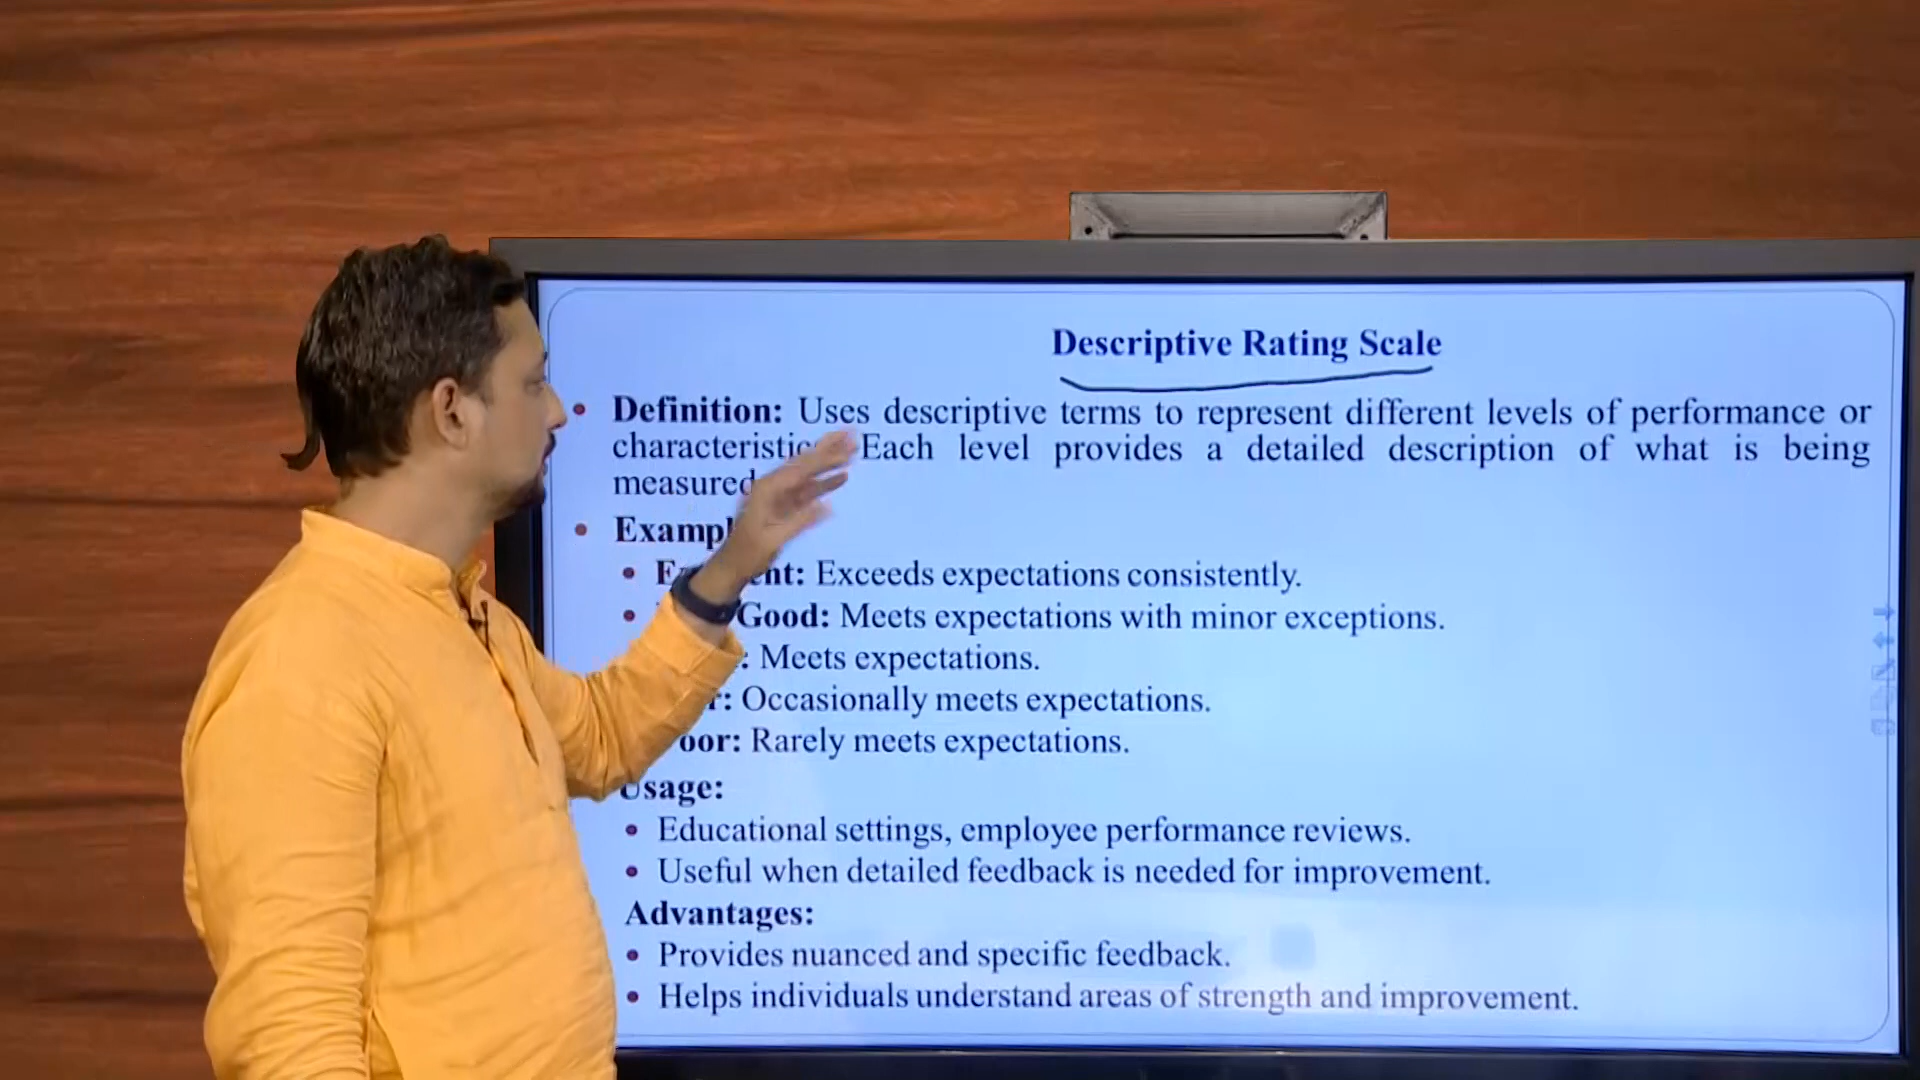 Descriptive Rating Scale
Definition: Uses descriptive terms to represent different levels of performance or
Each level provides a detailed description of what is being
measured
Exceeds expectations consistently.
Good: Meets expectations with minor exceptions.
: Meets expectations.
: Occasionally meets expectations.
Rarely meets expectations.
Usage:
Educational settings, employee performance reviews.
Useful when detailed feedback is needed for improvement.
Advantages:
Provides nuanced and specific feedback.
Helps individuals understand areas of strength and improvement.